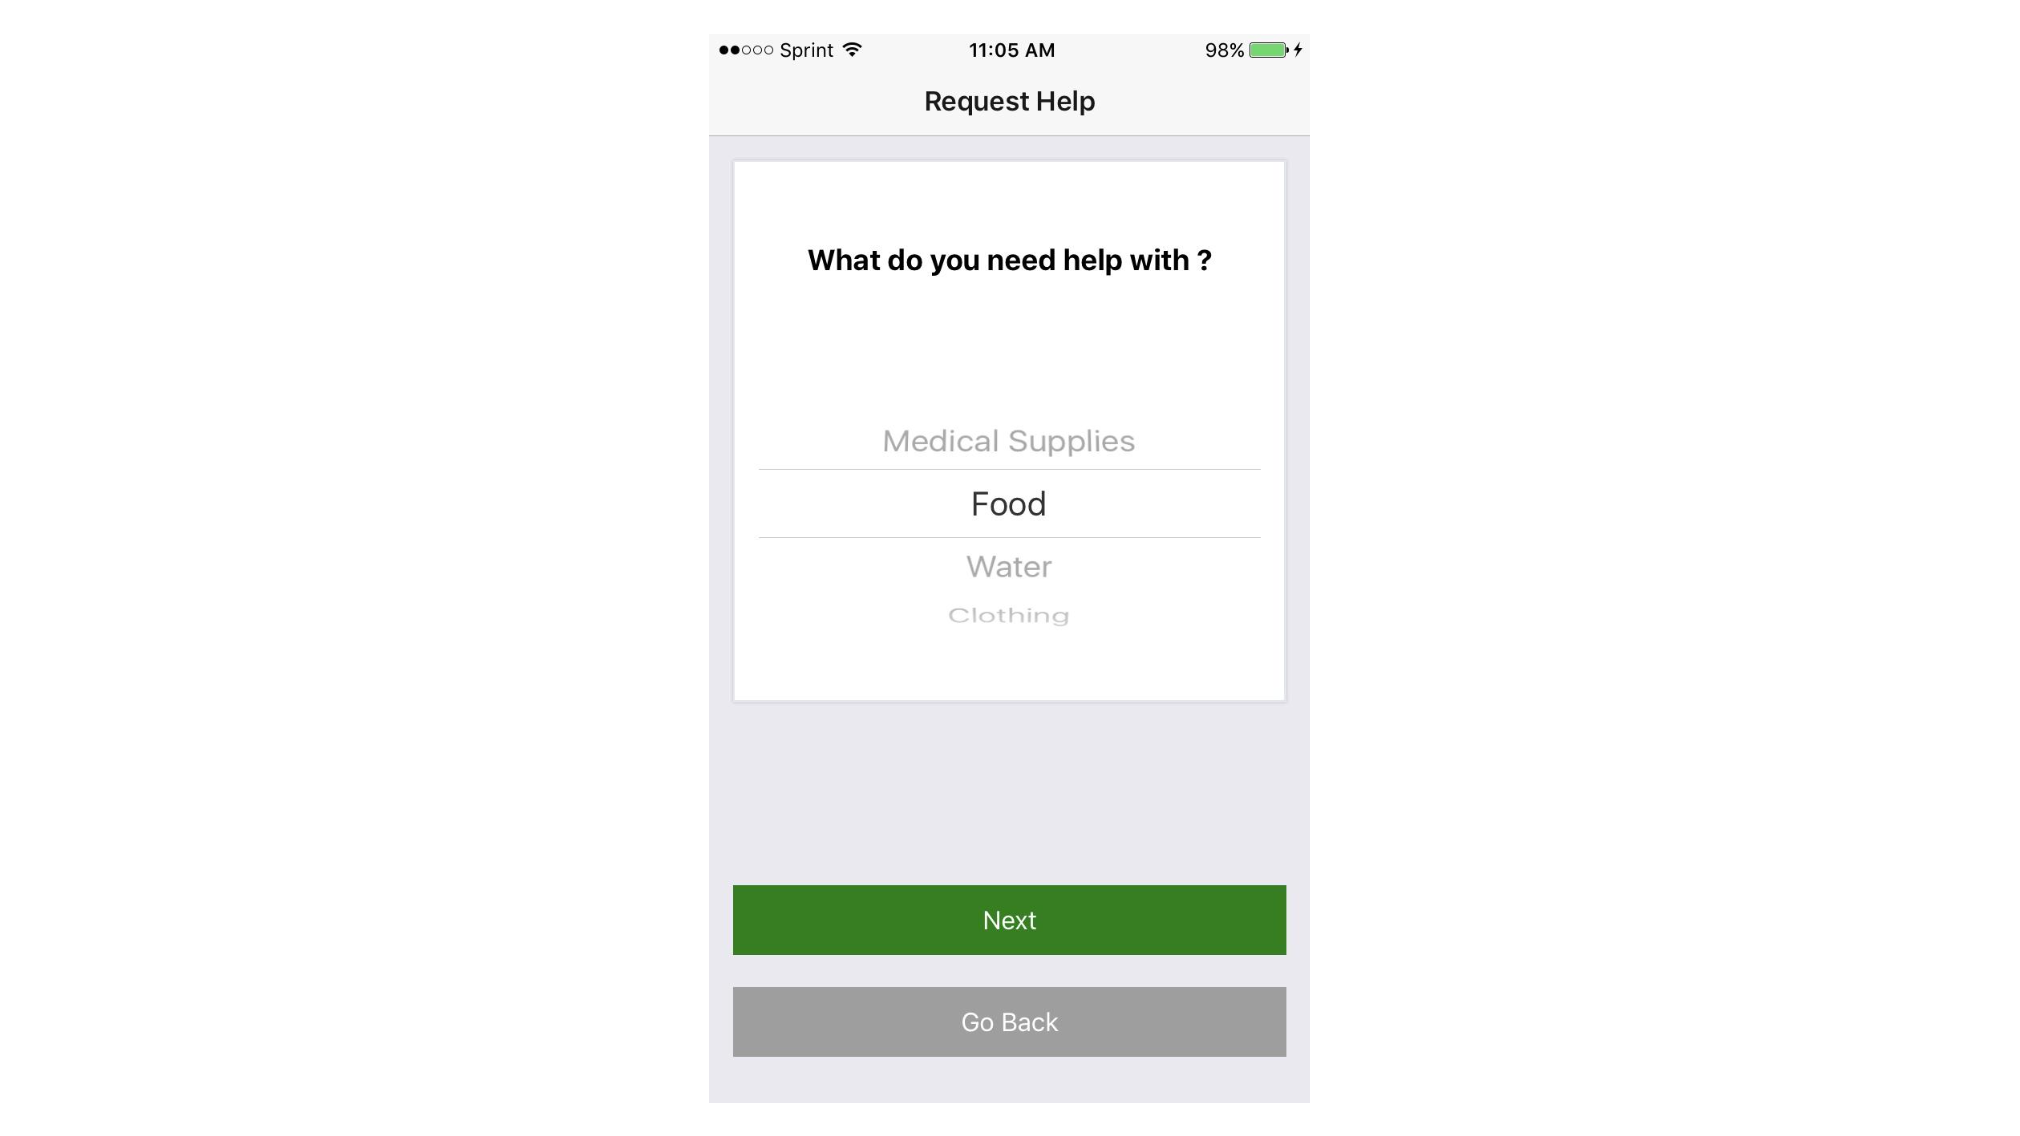 Sprint 11:05 AM 98%
Request Help
What do you need help with ?
Medical Supplies
Food
Water
Clothing
Next
Go Back